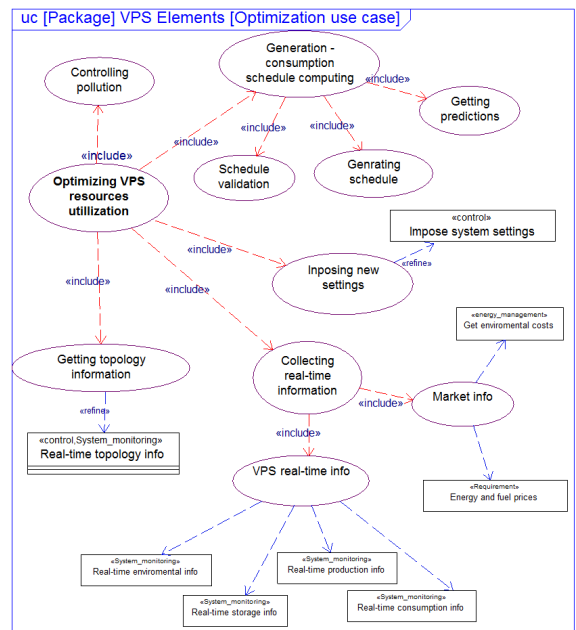 uc [Package] VPS Elements [Optimization use case]
Generation -
consumption
schedule computing
Controlling
pollution
«include»
Getting
predictions
«include»
«include»
«include»
«include»
Schedule
validation
Genrating
schedule
Optimizing VPS
resources
utillization
«control»
Impose system settings
«include»
Inposing new
settings
«refine»
«include»
«include»
«energy_management»
Get enviromental costs
Getting topology
information
Collecting
real-time
information
Market info
«include»
«refine»
«control,System_monitoring»
Real-time topology info
«include»
VPS real-time info
«Requirement»
Energy and fuel prices
«System_monitoring»
Real-time enviromental info
«System_monitoring»
Real-time production info
«System_monitoring»
Real-time storage info
«System_monitoring»
Real-time consumption info